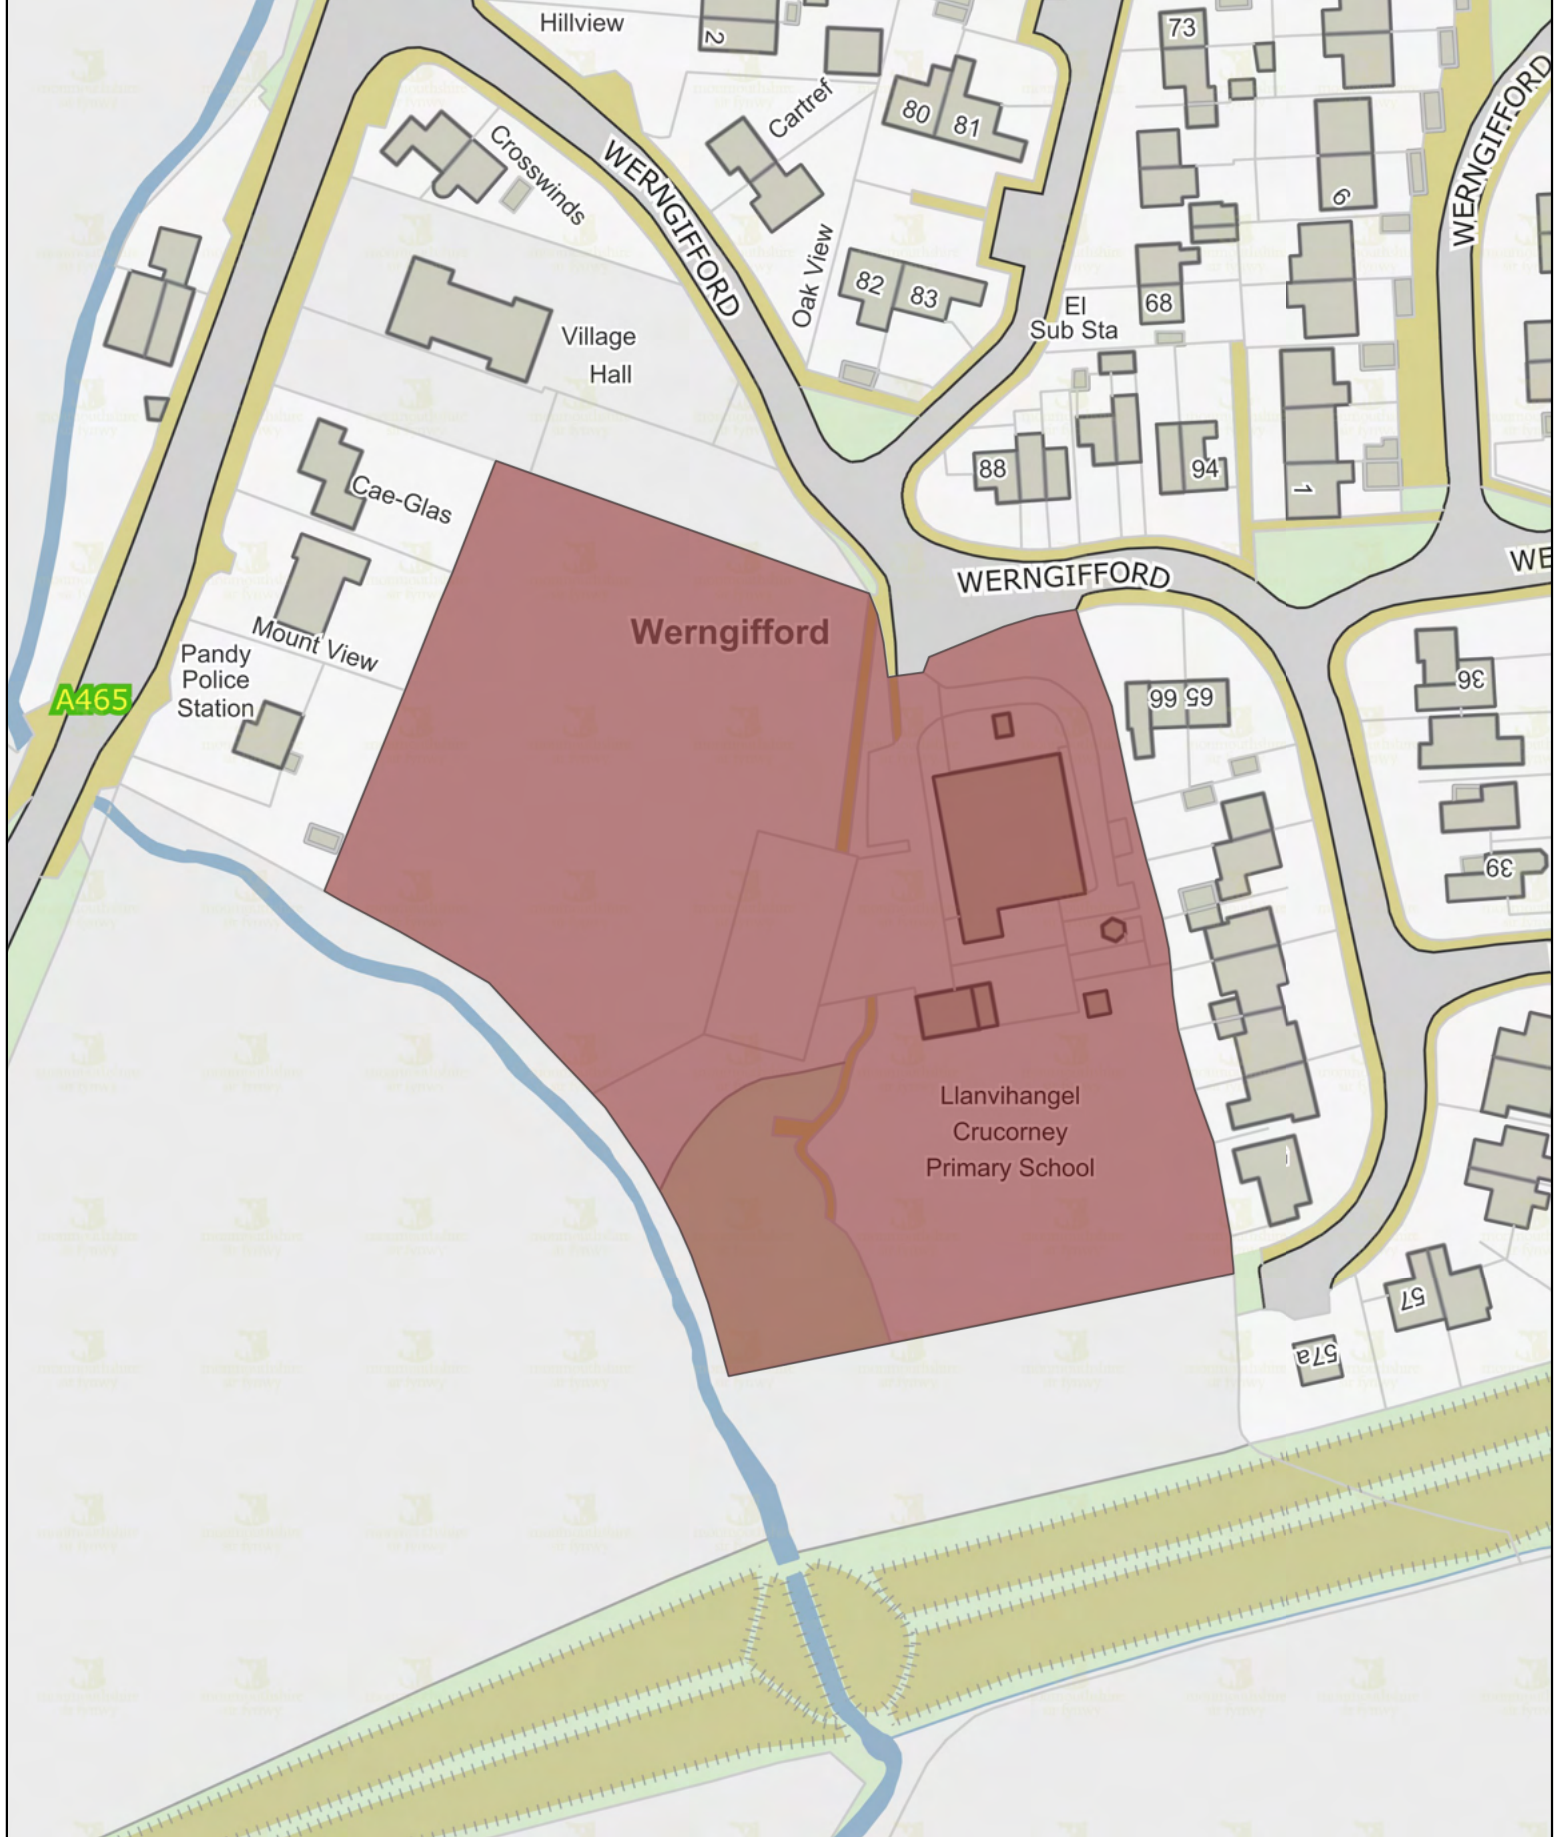 Hillview
2
73
Cartref
80
81
Crosswinds
WERNGIFFORD
WERNGIFFORD
6
Oak View
82
83
68
El
Sub Sta
Village
Hall
88
94
1
Cae-Glas
WERNGIFFORD
WE
Werngifford
Mount View
Pandy
Police
Station
A465
66
65
36
39
Llanvihangel
Crucorney
Primary School
57
57a